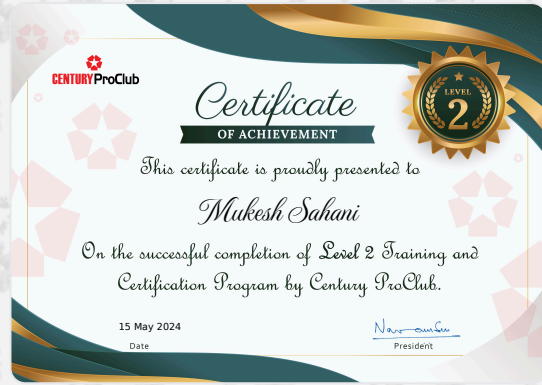 CENTURY ProClub
LEVEL
2
Certificate
OF ACHIEVEMENT
This certificate is proudly presented to
Mukesh Sahani
On the successful completion of Level 2 Training and
Certification Program by Century ProClub.
15 May 2024
Date
President